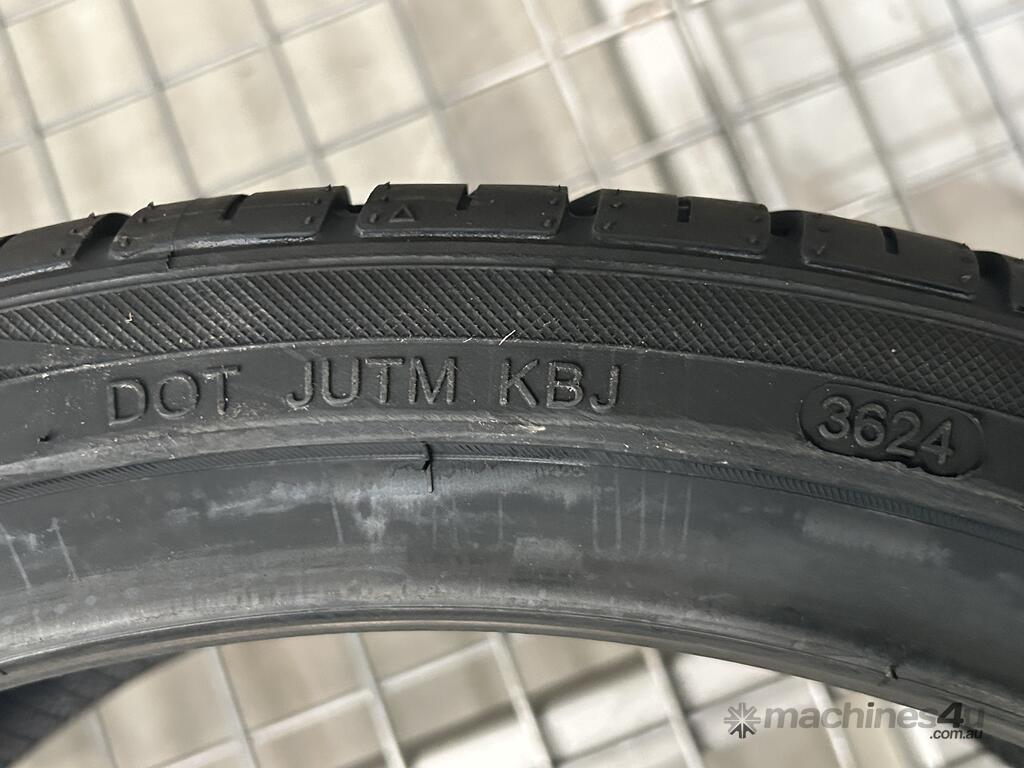 DOT JUTM KBJ 3624
machines4u
.com.au